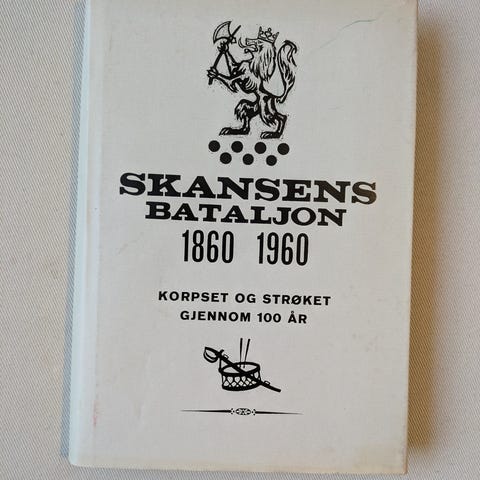 SKANSENS
BATALJON
1860 1960
KORPSET OG STRØKET
GJENNOM 100 ÅR